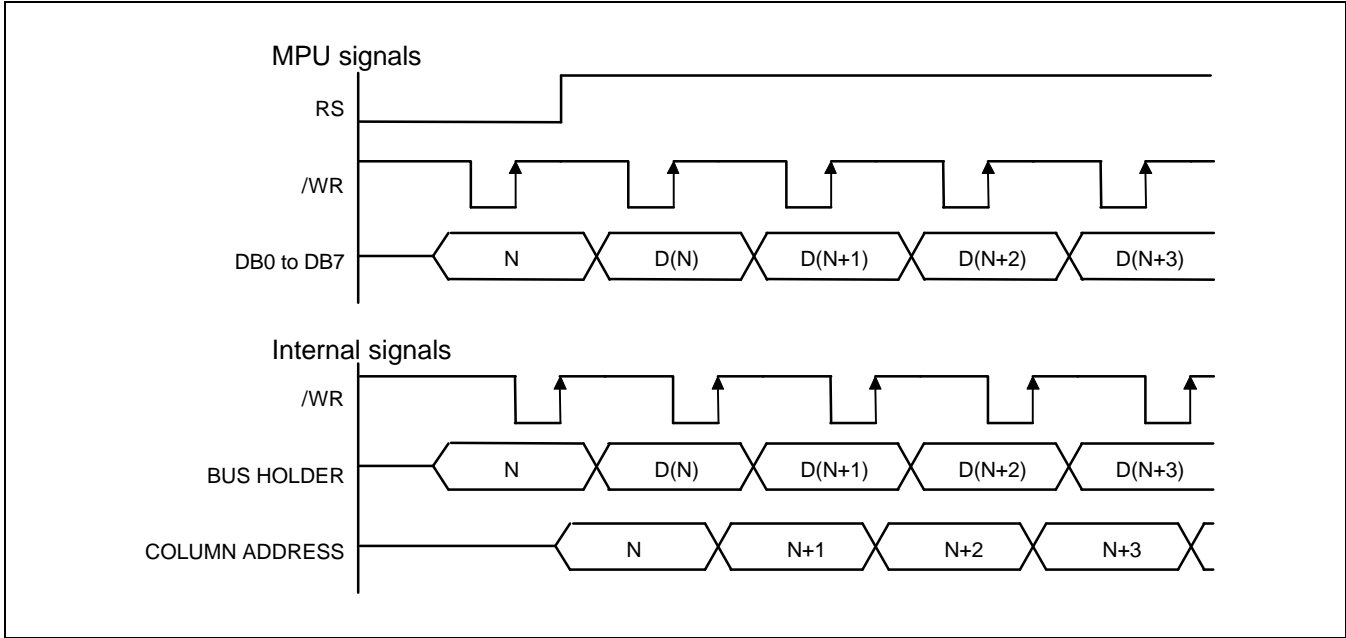 MPU signals
RS
/WR
DB0 to DB7 N D(N) D(N+1) D(N+2) D(N+3)
Internal signals
/WR
BUS HOLDER N D(N) D(N+1) D(N+2) D(N+3)
COLUMN ADDRESS N N+1 N+2 N+3